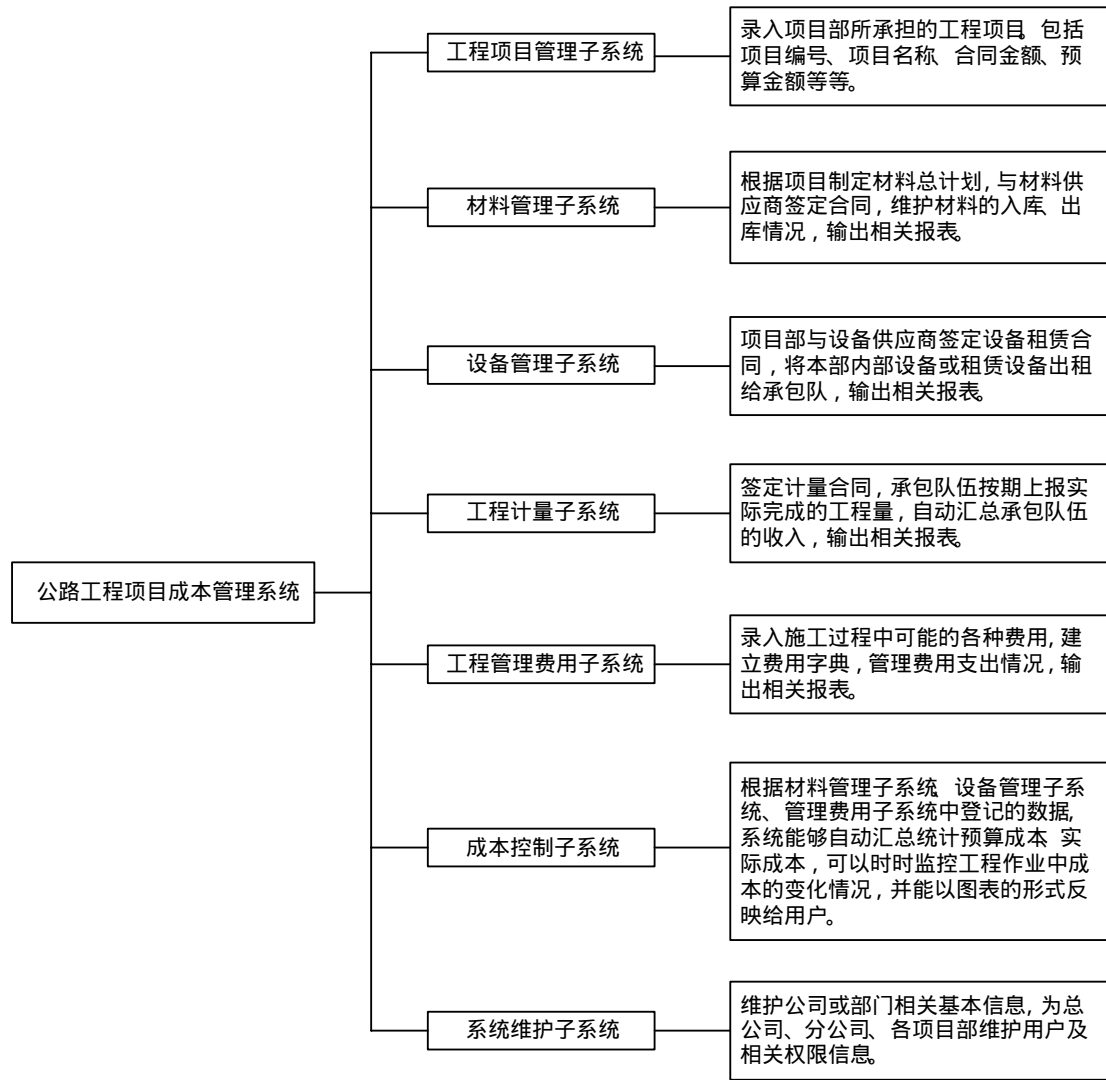 工程项目管理子系统
录入项目部所承担的工程项目。包括
项目编号、项目名称、合同金额、预
算金额等等。
材料管理子系统
根据项目制定材料总计划,与材料供
应商签定合同,维护材料的入库、出
库情况,输出相关报表。
设备管理子系统
项目部与设备供应商签定设备租赁合
同,将本部内部设备或租赁设备出租
给承包队,输出相关报表。
工程计量子系统
签定计量合同,承包队伍按期上报实
际完成的工程量,自动汇总承包队伍
的收入,输出相关报表。
公路工程项目成本管理系统
工程管理费用子系统
录入施工过程中可能的各种费用,建
立费用字典,管理费用支出情况,输
出相关报表。
成本控制子系统
根据材料管理子系统、设备管理子系
统、管理费用子系统中登记的数据,
系统能够自动汇总统计预算成本、实
际成本,可以时时监控工程作业中成
本的变化情况,并能以图表的形式反
映给用户。
系统维护子系统
维护公司或部门相关基本信息,为总
公司、分公司、各项目部维护用户及
相关权限信息。